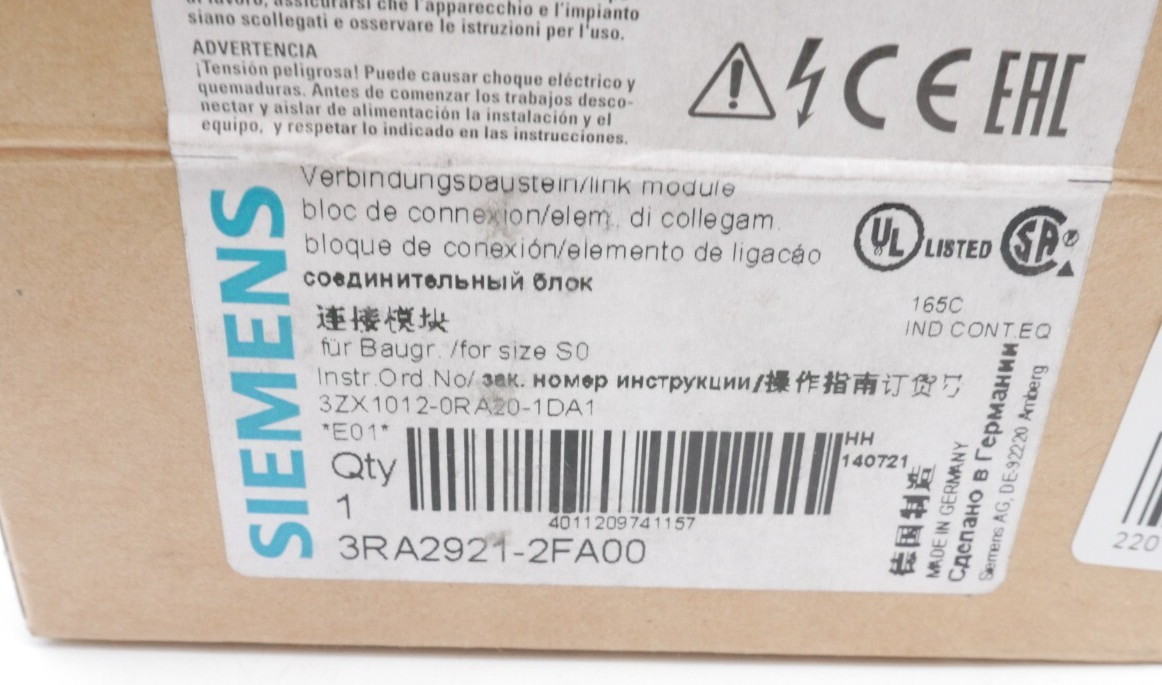 siano scollegati e osservare le istruzioni per l'uso.
ADVERTENCIA
¡Tensión peligrosa! Puede causar choque eléctrico y
quemaduras. Antes de comenzar los trabajos desco-
nectar y aislar de alimentación la instalación y el
equipo, y respetar lo indicado en las instrucciones.
CE EAC
SIEMENS
Verbindungsbaustein/link module
bloc de connexion/elem. di collegam.
bloque de conexión/elemento de ligacáo
соединительный блок
连接模块
für Baugr. /for size S0
Instr.Ord.No/ зак. номер инструкции/操作指南订货号
3ZX1012-0RA20-1DA1
*E01*
Qty
1
HH
140721
4011209741157
3RA2921-2FA00
UL LISTED SA ®
165C
IND.CONT.EQ
德国制造
MADE IN GERMANY
Сделано в Германии
Siemens AG, DE-92220 Amberg
220